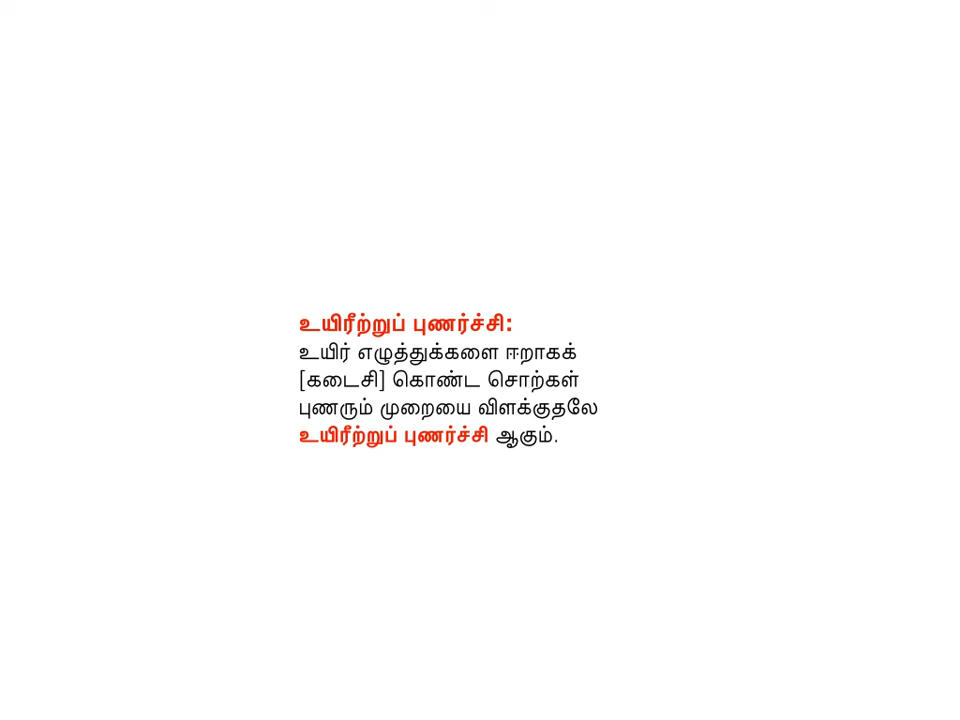 உயிரீற்றுப் புணர்ச்சி:
உயிர் எழுத்துக்களை ஈறாகக்
[கடைசி] கொண்ட சொற்கள்
புணரும் முறையை விளக்குதலே
உயிரீற்றுப் புணர்ச்சி ஆகும்.